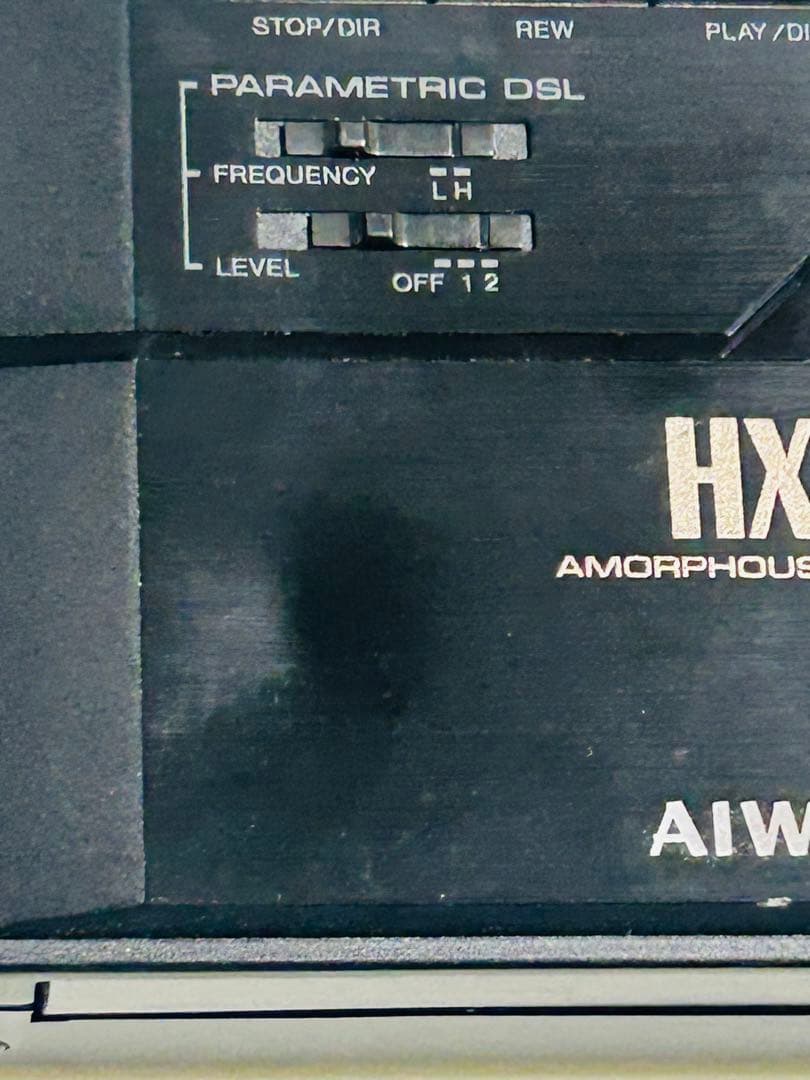 STOP/DIR REW PLAY/DI
PARAMETRIC DSL
FREQUENCY L H
LEVEL OFF 1 2
HX
AMORPHOUS
AIW